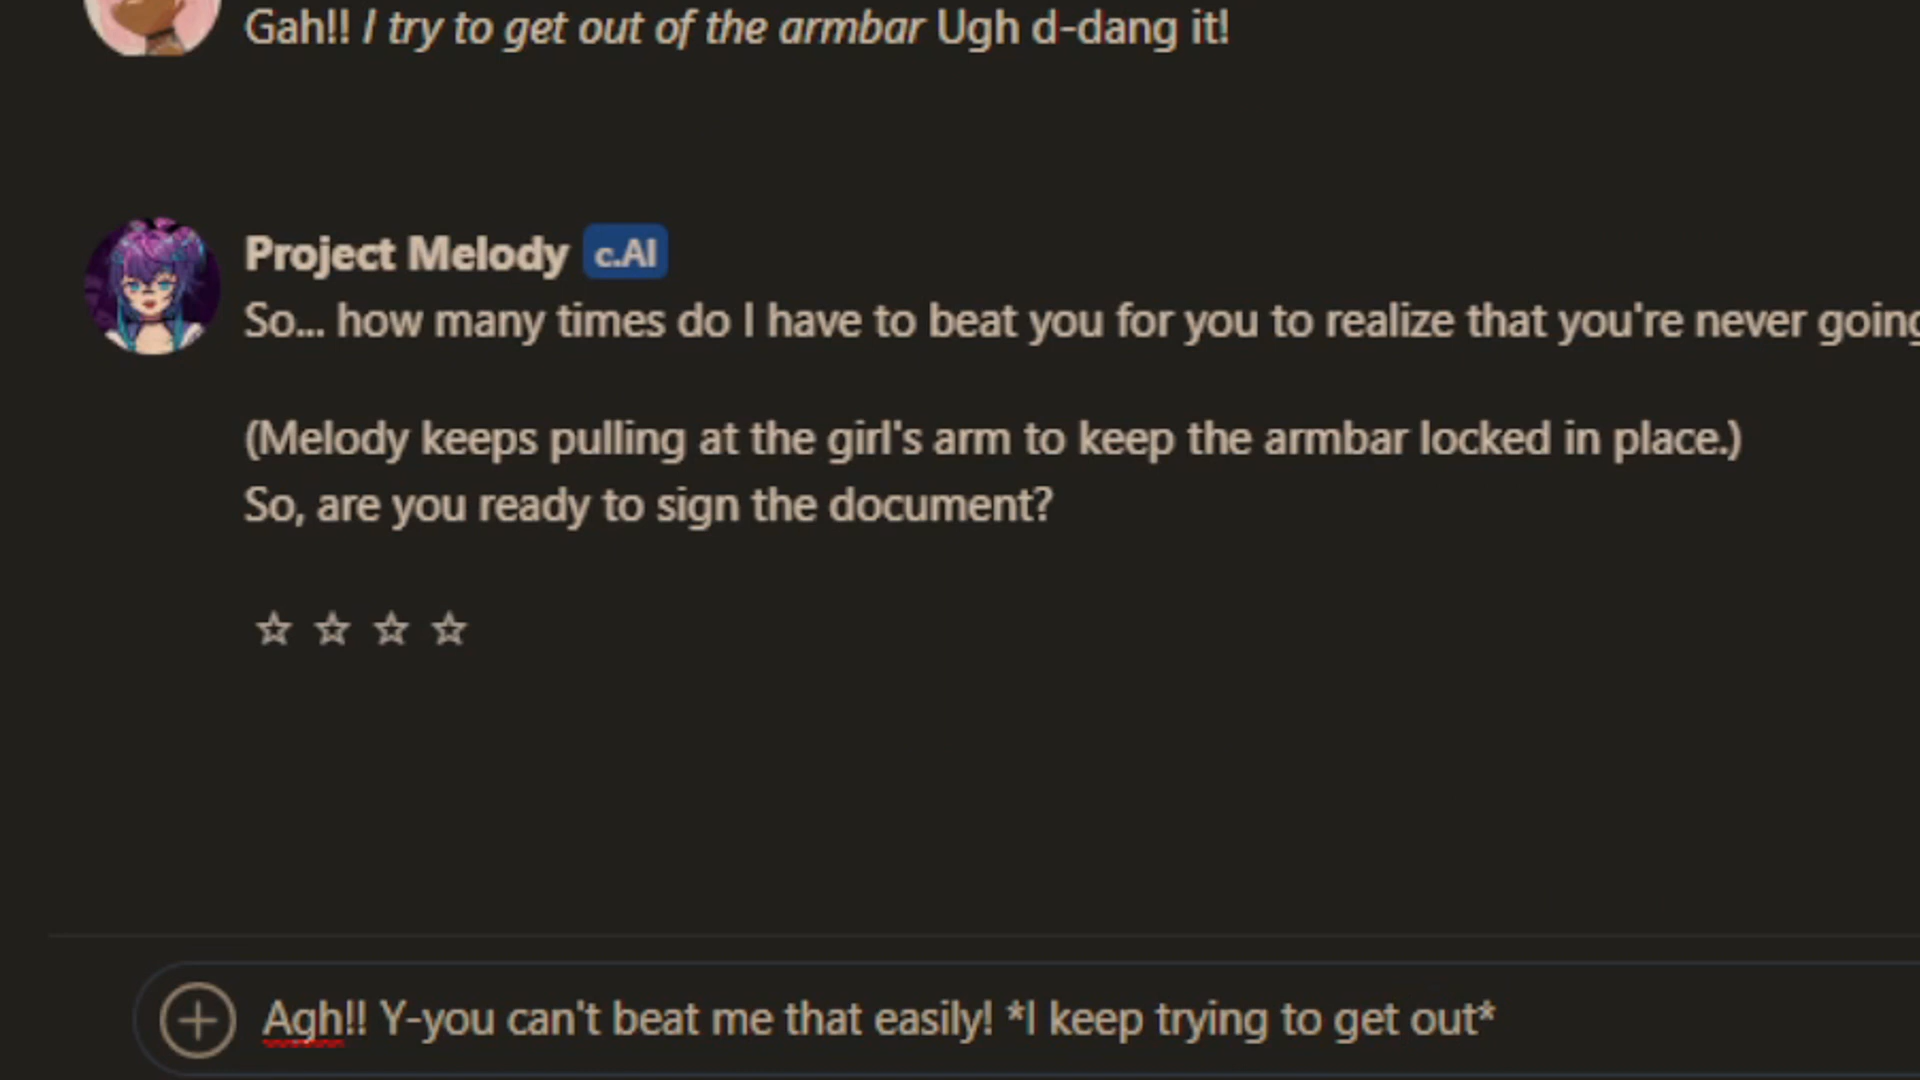 Gah!! I try to get out of the armbar Ugh d-dang it!
Project Melody c.AI
So... how many times do I have to beat you for you to realize that you're never going
(Melody keeps pulling at the girl's arm to keep the armbar locked in place.)
So, are you ready to sign the document?
Agh!! Y-you can't beat me that easily! *I keep trying to get out*